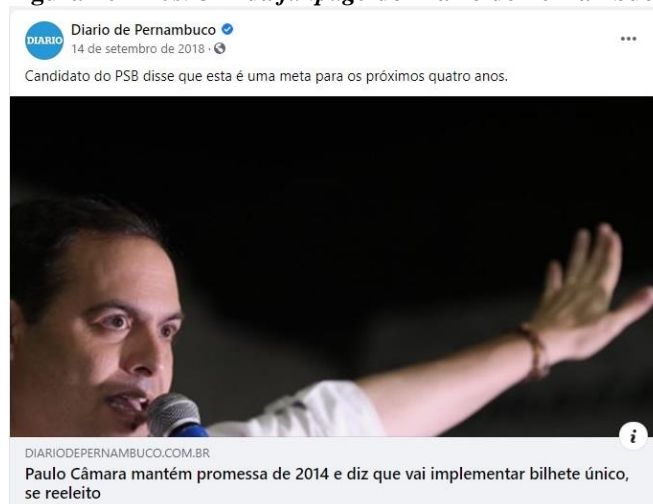 DIARIO
Diario de Pernambuco
14 de setembro de 2018 ·
Candidato do PSB disse que esta é uma meta para os próximos quatro anos.
i
DIARIODEPERNAMBUCO.COM.BR
Paulo Câmara mantém promessa de 2014 e diz que vai implementar bilhete único,
se reeleito